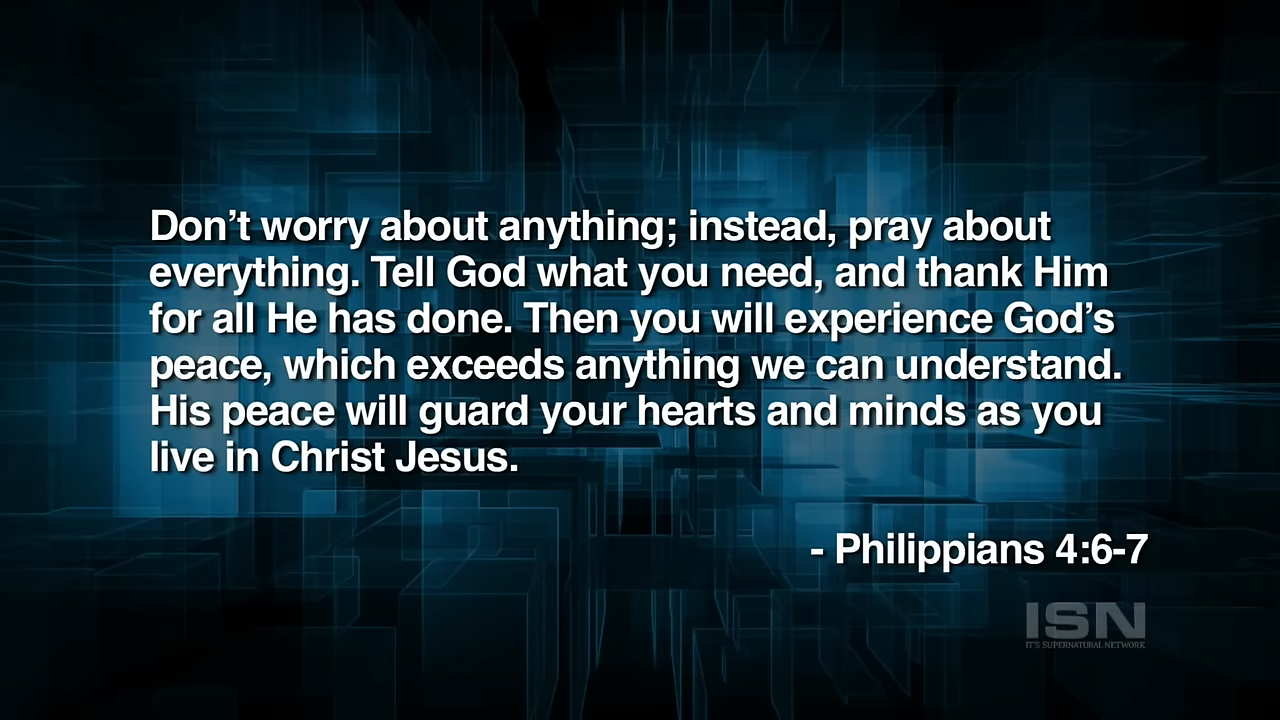 Don’t worry about anything; instead, pray about
everything. Tell God what you need, and thank Him
for all He has done. Then you will experience God’s
peace, which exceeds anything we can understand.
His peace will guard your hearts and minds as you
live in Christ Jesus.
- Philippians 4:6-7
ISN
IT'S SUPERNATURAL NETWORK